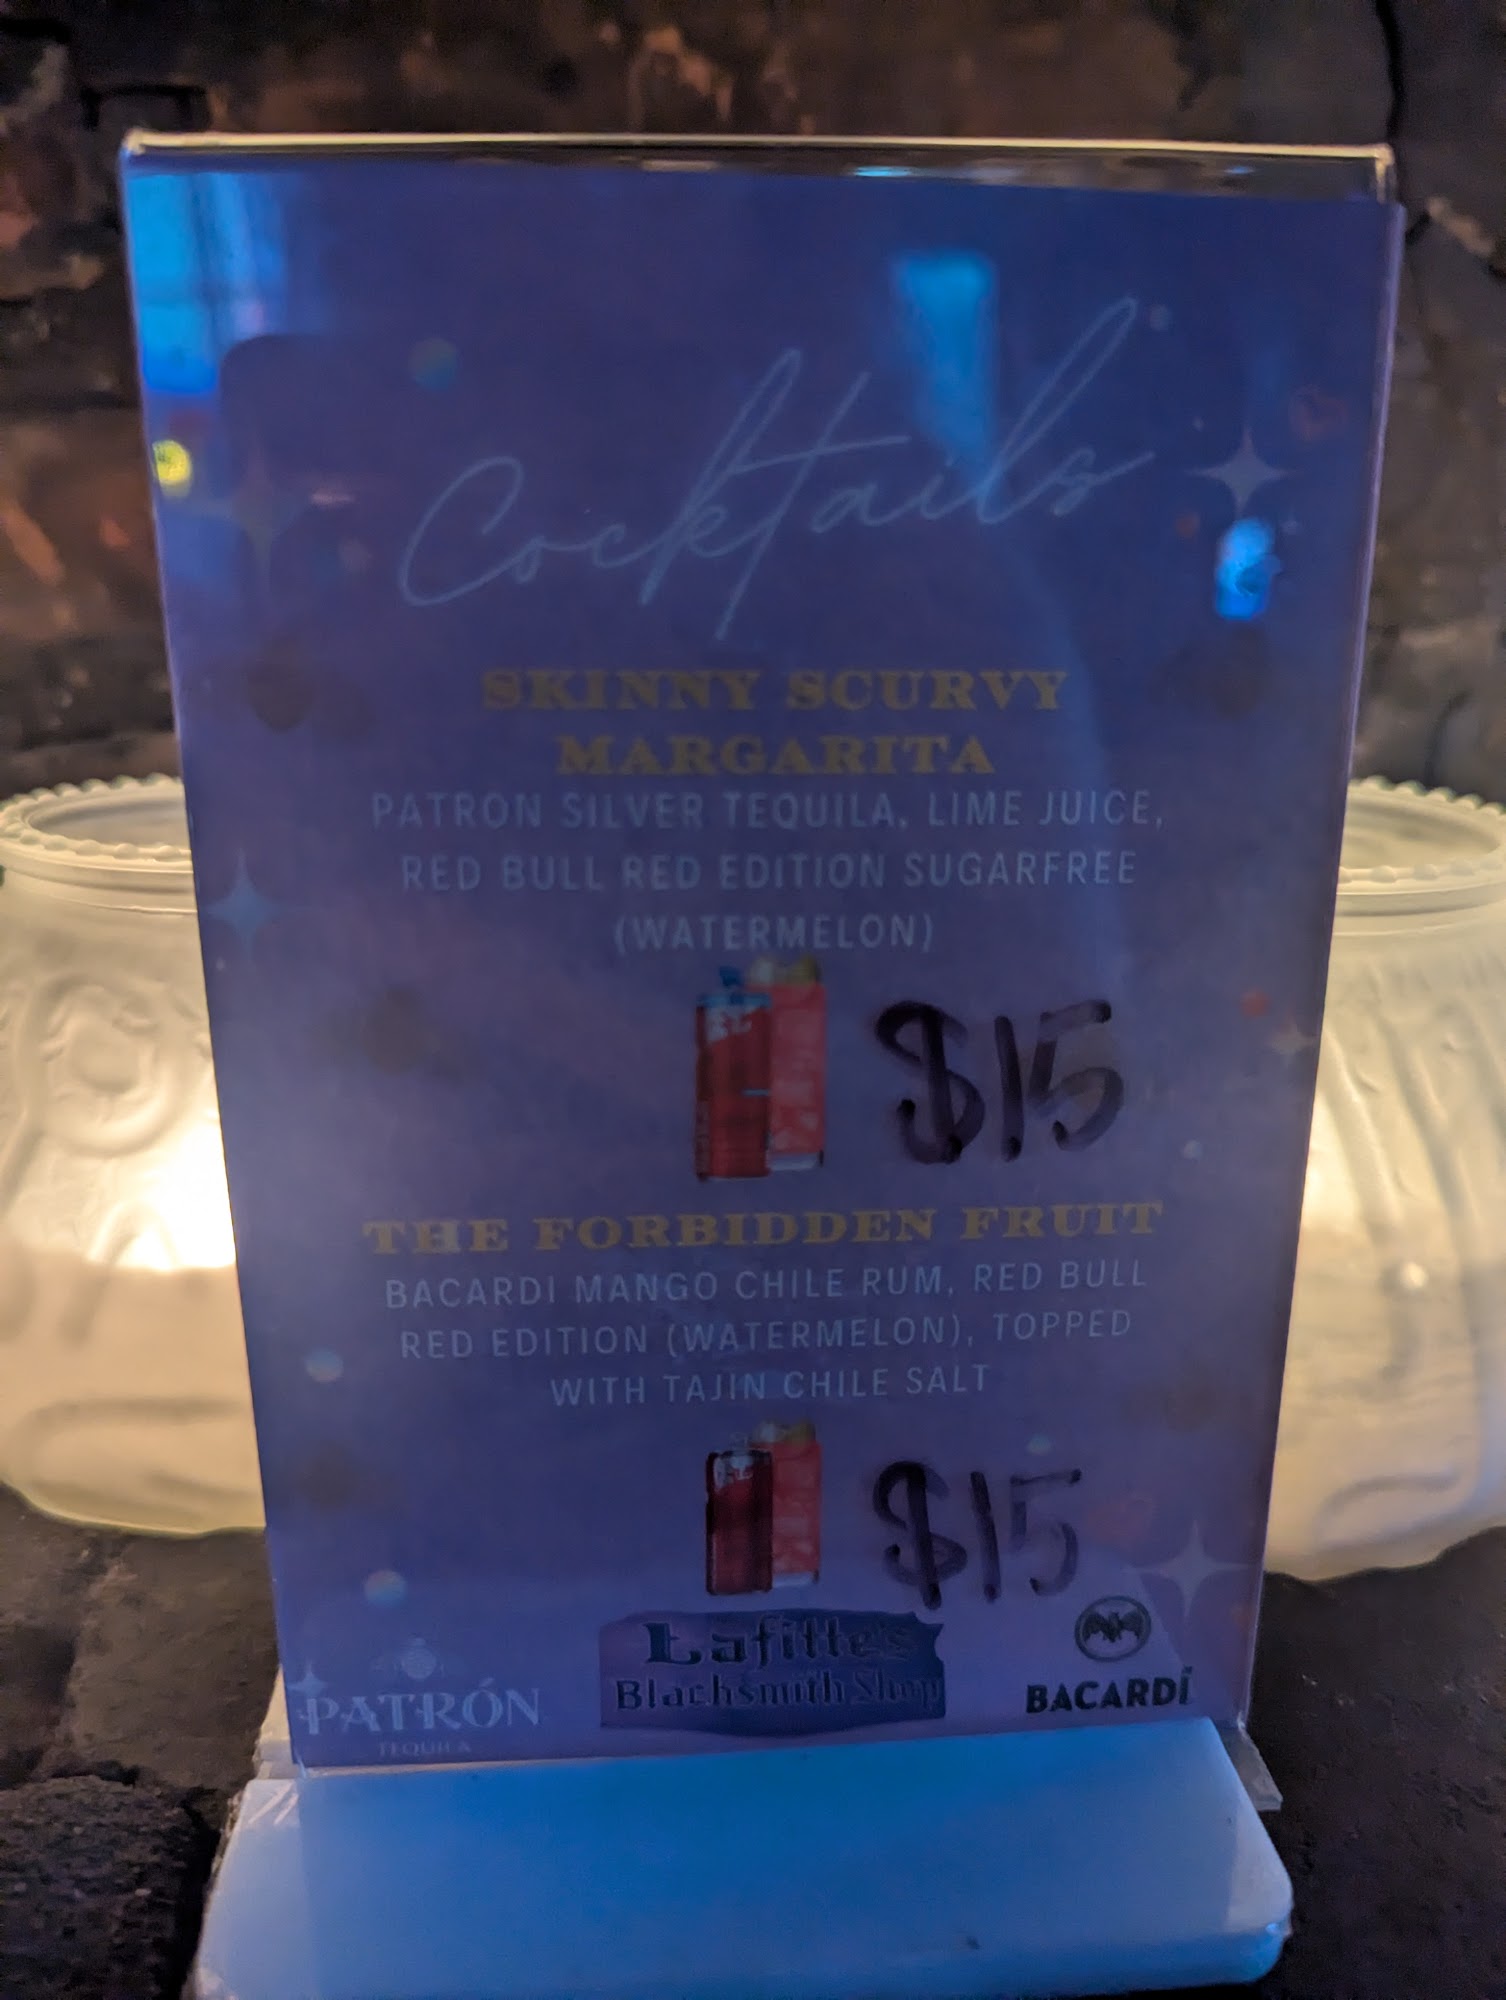 Cocktails
SKINNY SCURVY
MARGARITA
PATRON SILVER TEQUILA, LIME JUICE,
RED BULL RED EDITION SUGARFREE
(WATERMELON)
$15
THE FORBIDDEN FRUIT
BACARDI MANGO CHILE RUM, RED BULL
RED EDITION (WATERMELON), TOPPED
WITH TAJIN CHILE SALT
$15
Lafitte's
Blacksmith Shop
PATRÓN
TEQUILA
BACARDÍ